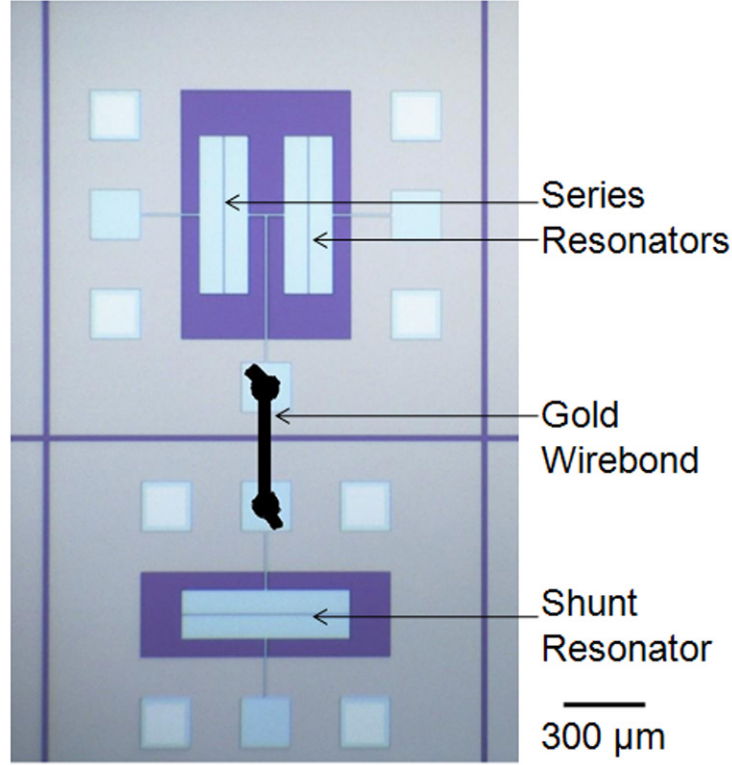 Series
Resonators
Gold
Wirebond
Shunt
Resonator
300 µm